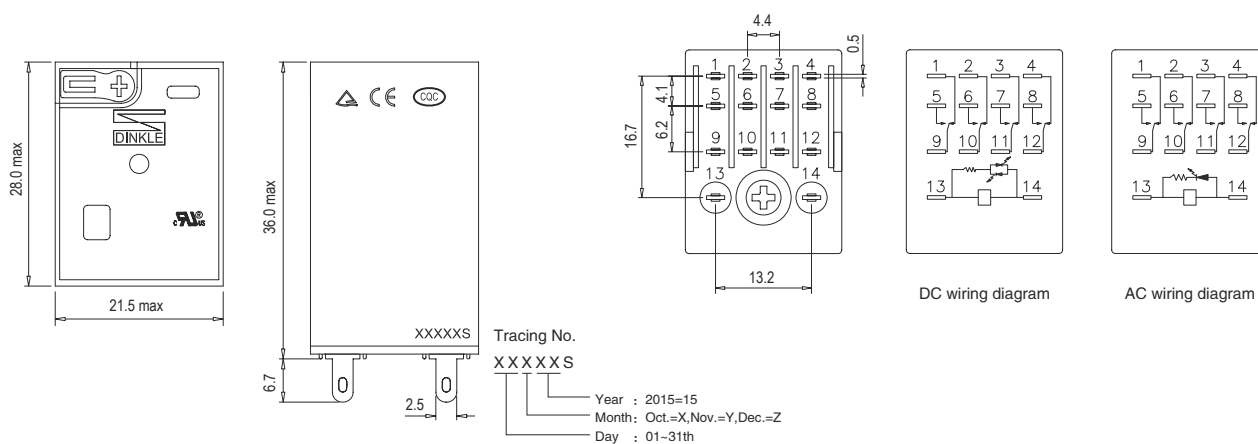 28.0 max
DINKLE
c RU ® US
21.5 max
36.0 max
CE
CQC
XXXXXS
6.7
2.5
Tracing No.
XXXXXS
Year : 2015=15
Month: Oct.=X,Nov.=Y,Dec.=Z
Day : 01~31th
4.4
0.5
16.7
4.1
6.2
1 2 3 4
5 6 7 8
9 10 11 12
13 14
13.2
1 2 3 4
5 6 7 8
9 10 11 12
13 14
DC wiring diagram
1 2 3 4
5 6 7 8
9 10 11 12
13 14
AC wiring diagram